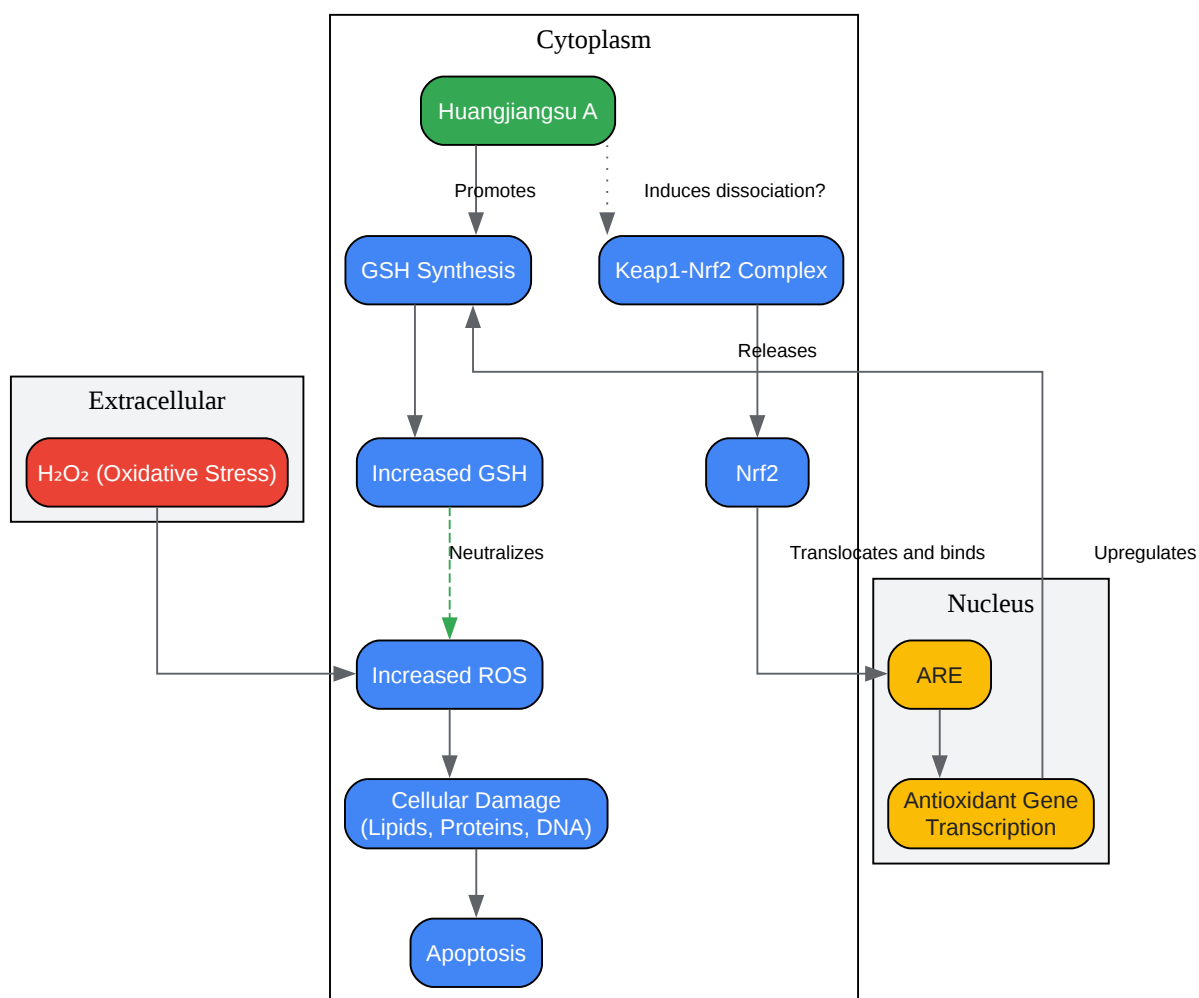 Cytoplasm
Huangjiangsu A
Promotes
Induces dissociation?
GSH Synthesis
Keap1-Nrf2 Complex
Releases
Extracellular
H₂O₂ (Oxidative Stress)
Increased GSH
Nrf2
Neutralizes
Translocates and binds
Upregulates
Nucleus
Increased ROS
ARE
Cellular Damage
(Lipids, Proteins, DNA)
Antioxidant Gene
Transcription
Apoptosis